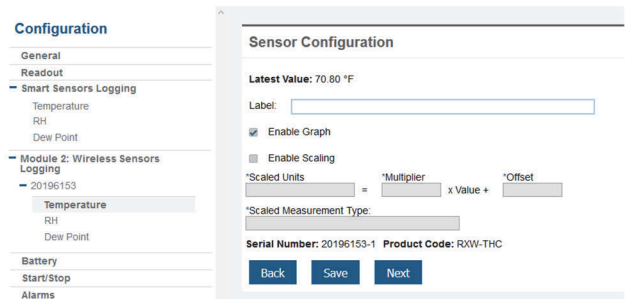 Configuration
General
Readout
Smart Sensors Logging
Temperature
RH
Dew Point
Module 2: Wireless Sensors
Logging
20196153
Temperature
RH
Dew Point
Battery
Start/Stop
Alarms
Sensor Configuration
Latest Value: 70.80 °F
Label:
Enable Graph
Enable Scaling
*Scaled Units *Multiplier *Offset
= x Value +
*Scaled Measurement Type:
Serial Number: 20196153-1 Product Code: RXW-THC
Back Save Next